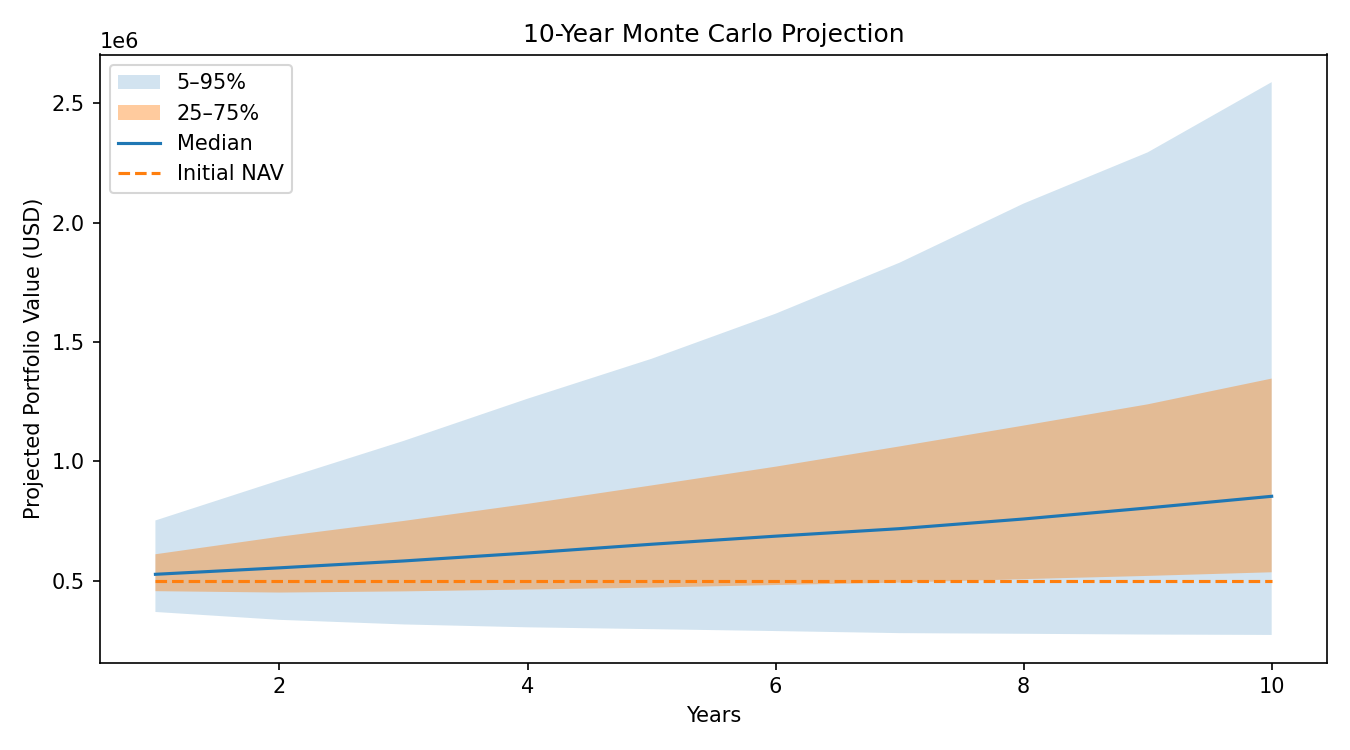 10-Year Monte Carlo Projection
1e6
5–95%
25–75%
Median
Initial NAV
2.5
2.0
1.5
1.0
0.5
Projected Portfolio Value (USD)
2 4 6 8 10
Years